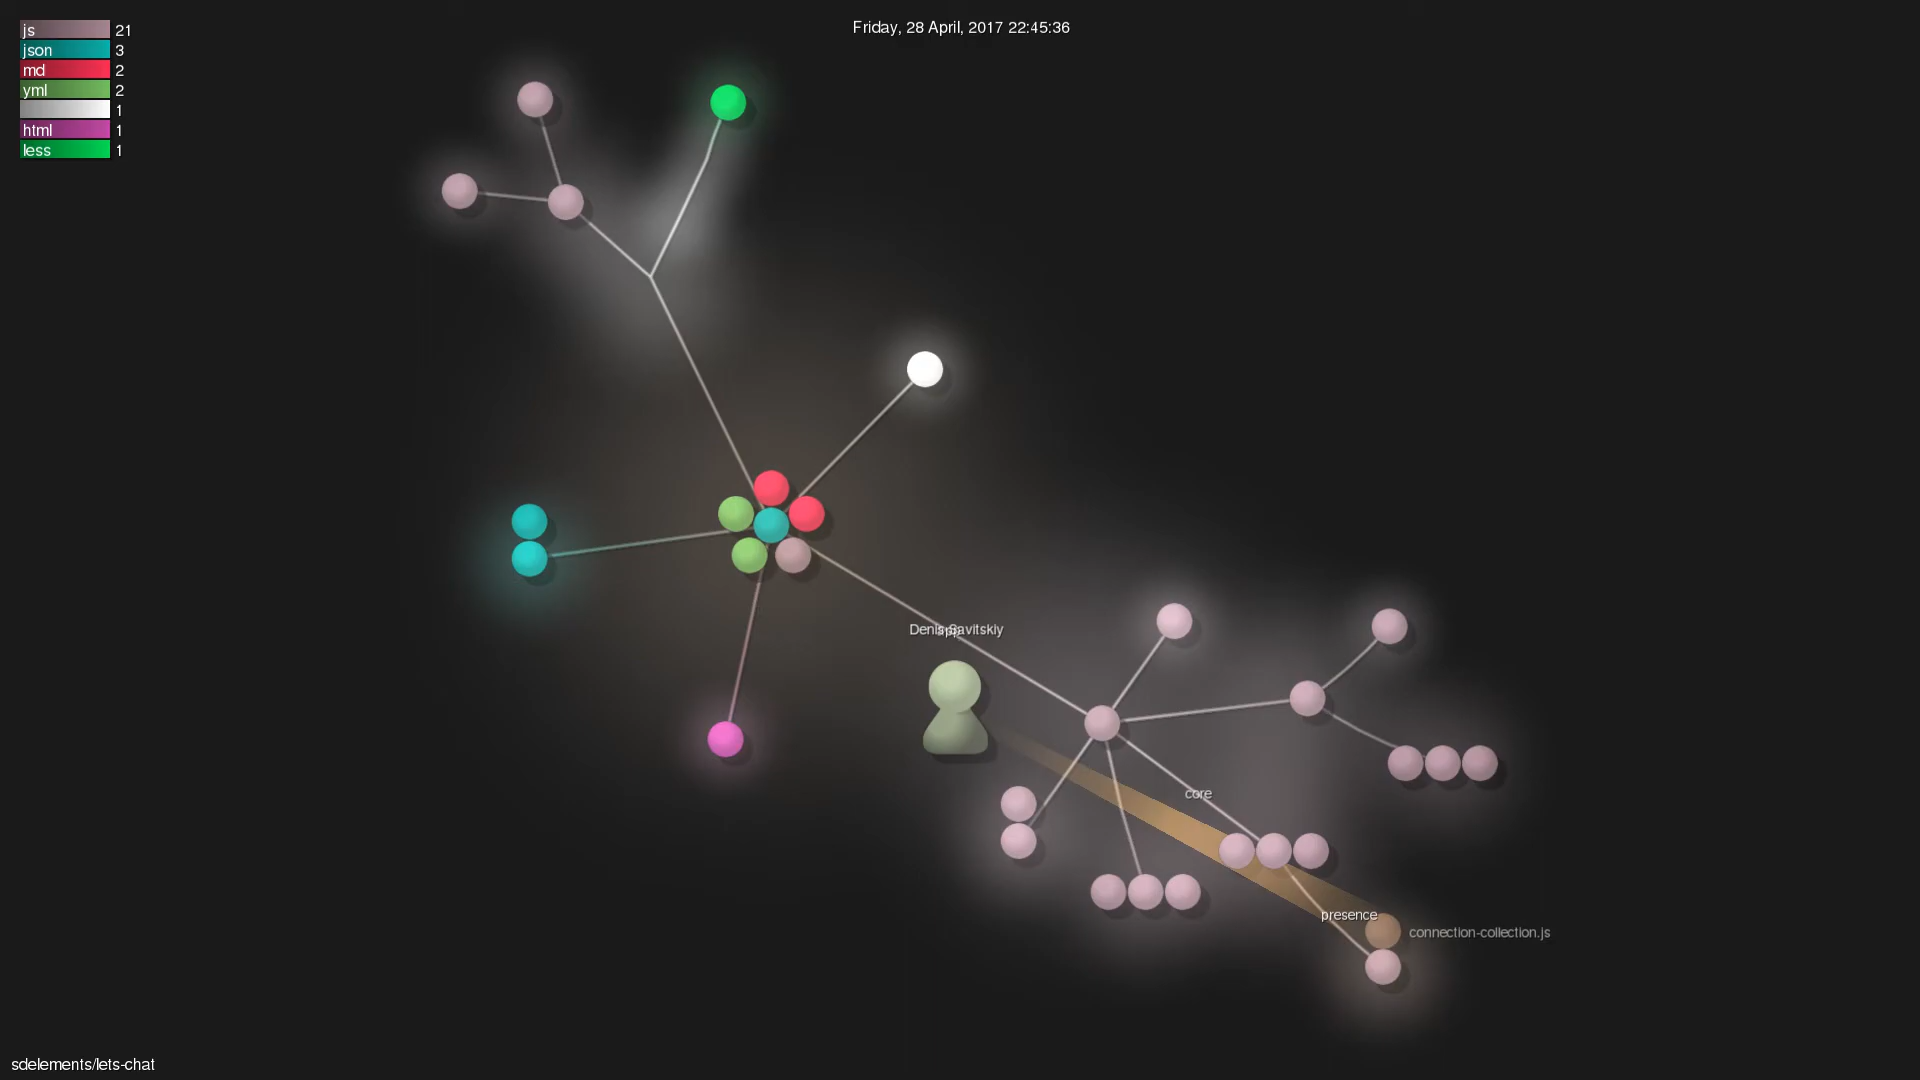 Friday, 28 April, 2017 22:45:36
js 21
json 3
md 2
yml 2
1
html 1
less 1
Denis Savitskiy
app
core
presence
connection-collection.js
sdelements/lets-chat